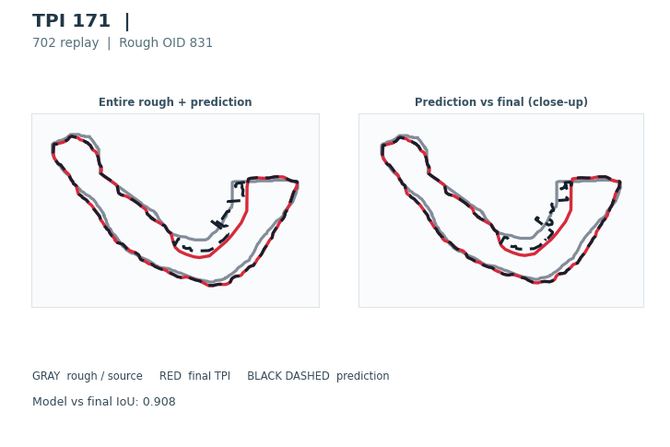 TPI 171 |
702 replay | Rough OID 831
Entire rough + prediction
Prediction vs final (close-up)
GRAY rough / source RED final TPI BLACK DASHED prediction
Model vs final IoU: 0.908